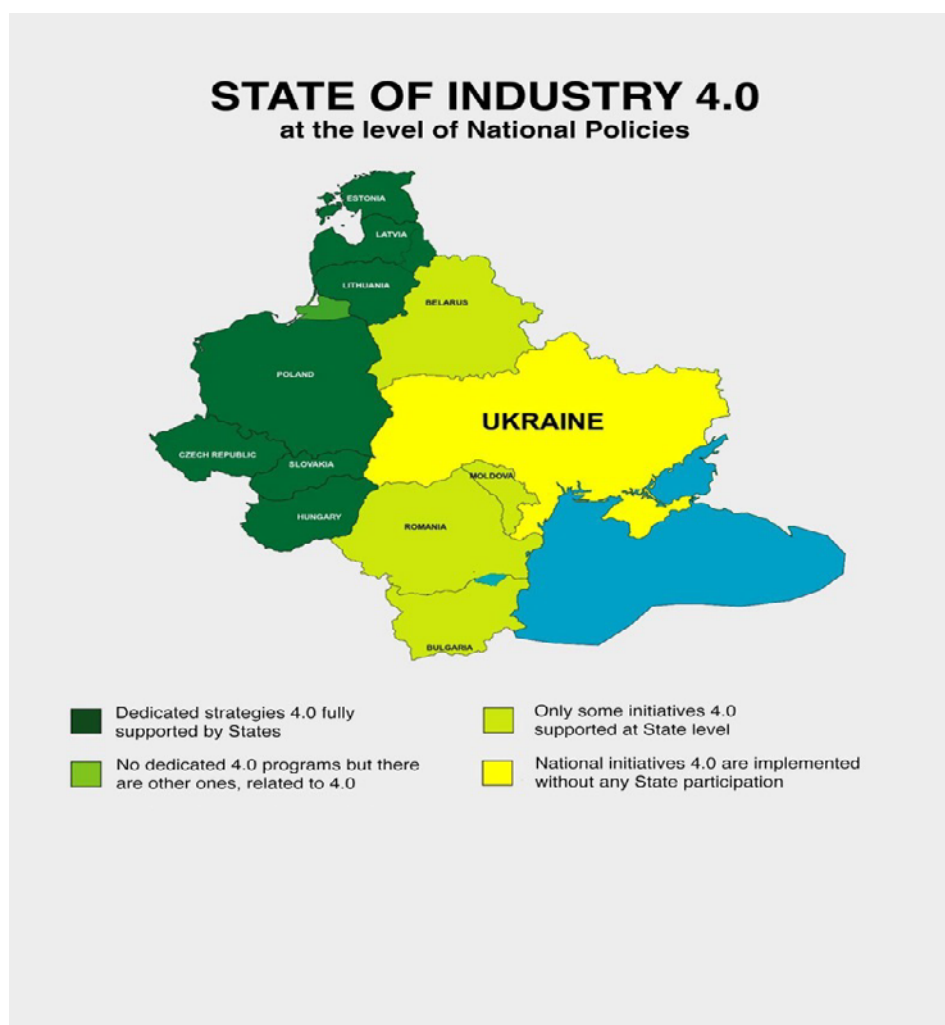 STATE OF INDUSTRY 4.0
at the level of National Policies
ESTONIA
LATVIA
LITHUANIA
BELARUS
POLAND
UKRAINE
CZECH REPUBLIC
SLOVAKIA
MOLDOVA
HUNGARY
ROMANIA
BULGARIA
Dedicated strategies 4.0 fully
supported by States
No dedicated 4.0 programs but there
are other ones, related to 4.0
Only some initiatives 4.0
supported at State level
National initiatives 4.0 are implemented
without any State participation